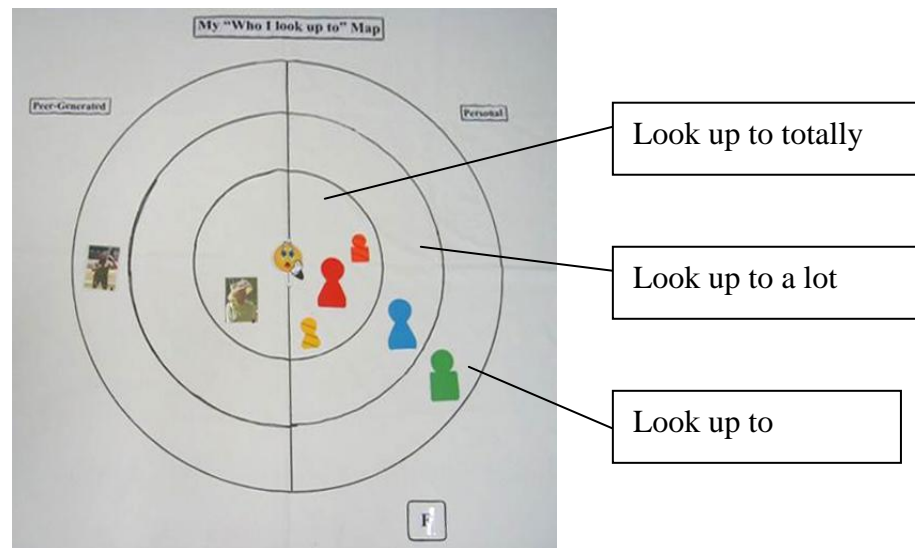 My "Who I look up to" Map
Peer-Generated
Personal
Look up to totally
Look up to a lot
Look up to
F